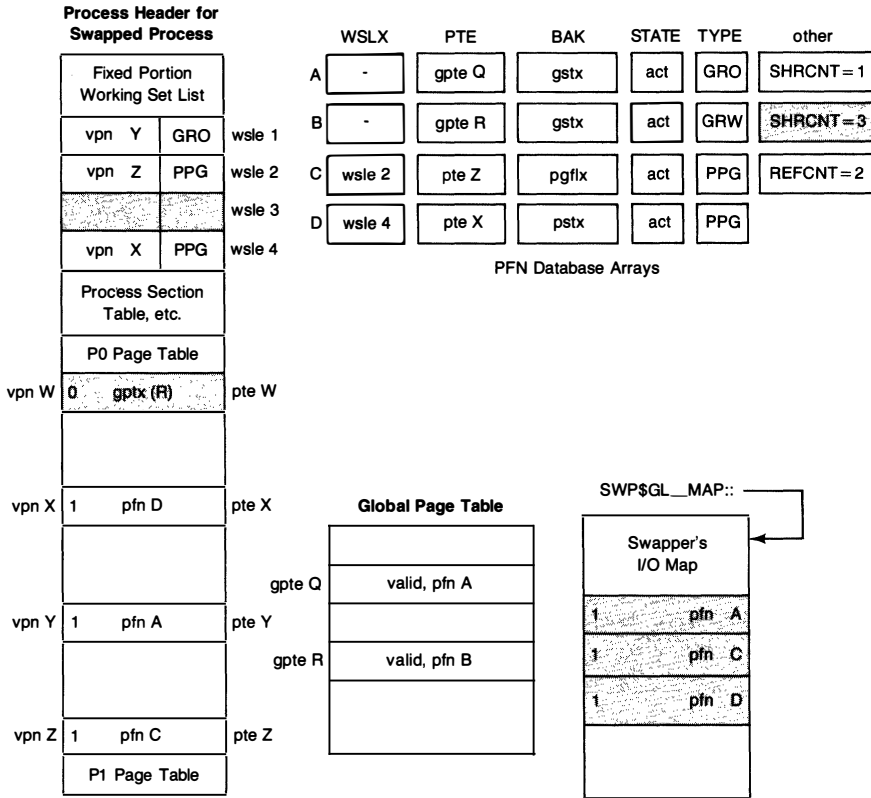 Process Header for
Swapped Process
Fixed Portion
Working Set List
vpn Y GRO wsle 1
vpn Z PPG wsle 2
wsle 3
vpn X PPG wsle 4
Process Section
Table, etc.
P0 Page Table
vpn W 0 gptx (R) pte W
vpn X 1 pfn D pte X
vpn Y 1 pfn A pte Y
vpn Z 1 pfn C pte Z
P1 Page Table
WSLX PTE BAK STATE TYPE other
A - gpte Q gstx act GRO SHRCNT=1
B - gpte R gstx act GRW SHRCNT=3
C wsle 2 pte Z pgflx act PPG REFCNT=2
D wsle 4 pte X pstx act PPG
PFN Database Arrays
Global Page Table
gpte Q valid, pfn A
gpte R valid, pfn B
SWP$GL__MAP::
Swapper's
I/O Map
1 pfn A
1 pfn C
1 pfn D